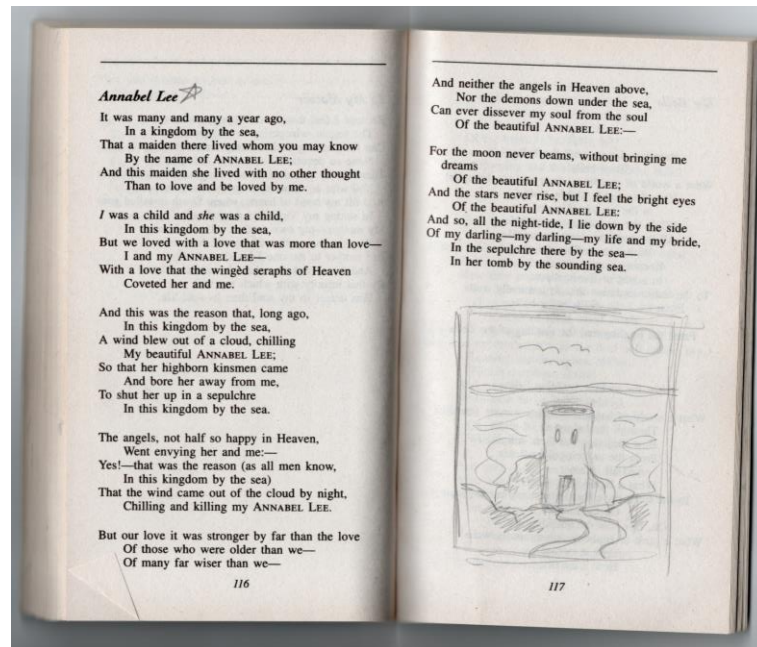 Annabel Lee
It was many and many a year ago,
In a kingdom by the sea,
That a maiden there lived whom you may know
By the name of ANNABEL LEE;
And this maiden she lived with no other thought
Than to love and be loved by me.
I was a child and she was a child,
In this kingdom by the sea,
But we loved with a love that was more than love—
I and my ANNABEL LEE—
With a love that the wingèd seraphs of Heaven
Coveted her and me.
And this was the reason that, long ago,
In this kingdom by the sea,
A wind blew out of a cloud, chilling
My beautiful ANNABEL LEE;
So that her highborn kinsmen came
And bore her away from me,
To shut her up in a sepulchre
In this kingdom by the sea.
The angels, not half so happy in Heaven,
Went envying her and me:—
Yes!—that was the reason (as all men know,
In this kingdom by the sea)
That the wind came out of the cloud by night,
Chilling and killing my ANNABEL LEE.
But our love it was stronger by far than the love
Of those who were older than we—
Of many far wiser than we—
116
And neither the angels in Heaven above,
Nor the demons down under the sea,
Can ever dissever my soul from the soul
Of the beautiful ANNABEL LEE:—
For the moon never beams, without bringing me
dreams
Of the beautiful ANNABEL LEE;
And the stars never rise, but I feel the bright eyes
Of the beautiful ANNABEL LEE:
And so, all the night-tide, I lie down by the side
Of my darling—my darling—my life and my bride,
In the sepulchre there by the sea—
In her tomb by the sounding sea.
117